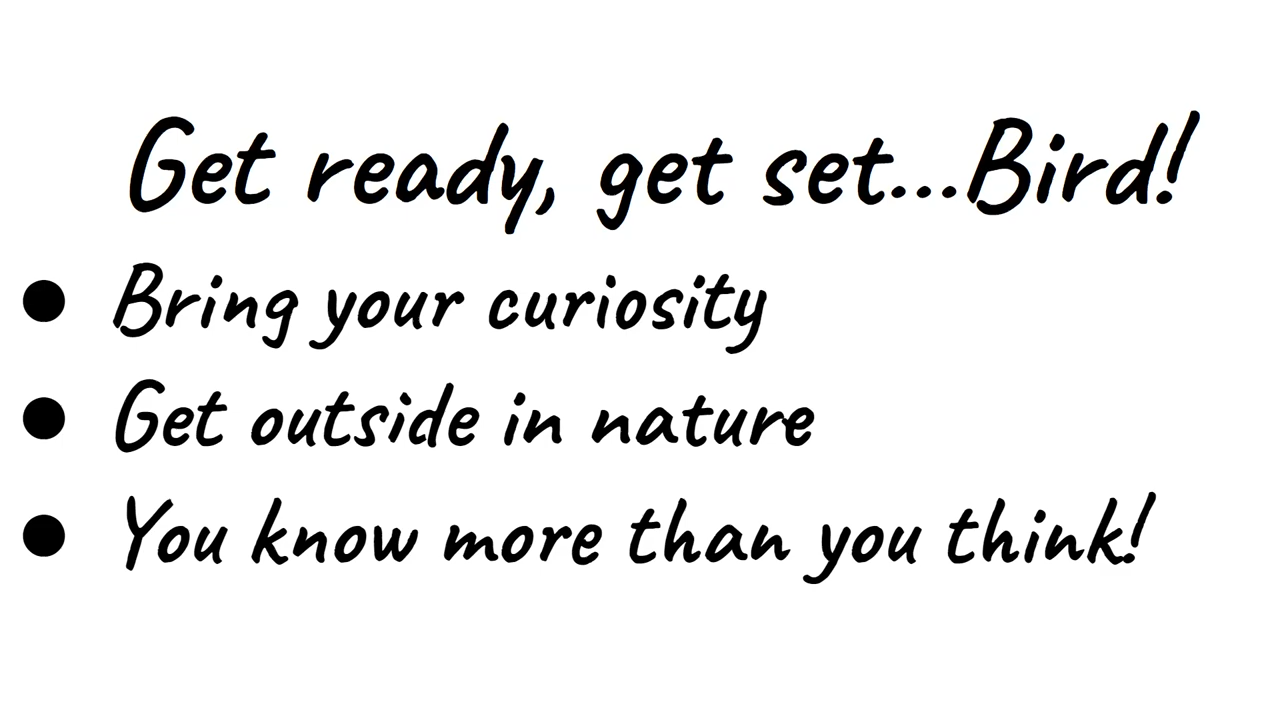 Get ready, get set...Bird!
● Bring your curiosity
● Get outside in nature
● You know more than you think!